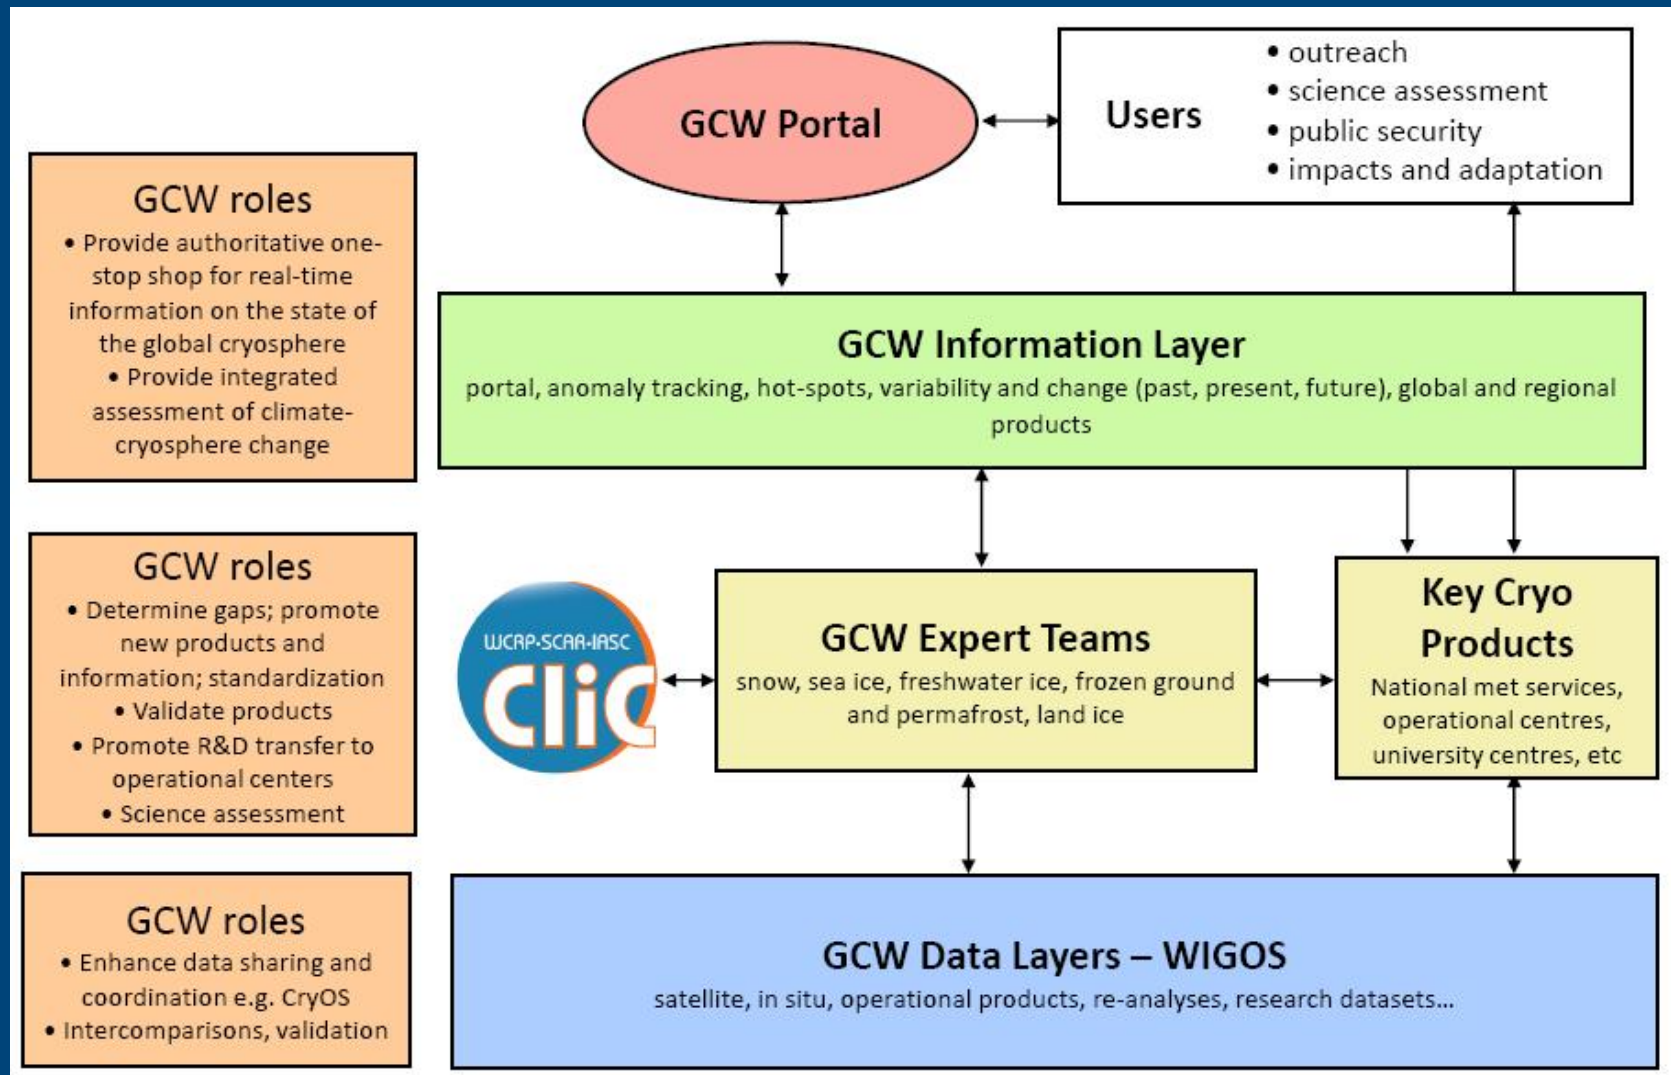 GCW Portal
Users
• outreach
• science assessment
• public security
• impacts and adaptation
GCW roles
• Provide authoritative one-
stop shop for real-time
information on the state of
the global cryosphere
• Provide integrated
assessment of climate-
cryosphere change
GCW Information Layer
portal, anomaly tracking, hot-spots, variability and change (past, present, future), global and regional
products
GCW roles
• Determine gaps; promote
new products and
information; standardization
• Validate products
• Promote R&D transfer to
operational centers
• Science assessment
WCRP·SCAR·IASC
CliC
GCW Expert Teams
snow, sea ice, freshwater ice, frozen ground
and permafrost, land ice
Key Cryo
Products
National met services,
operational centres,
university centres, etc
GCW roles
• Enhance data sharing and
coordination e.g. CryOS
• Intercomparisons, validation
GCW Data Layers – WIGOS
satellite, in situ, operational products, re-analyses, research datasets...